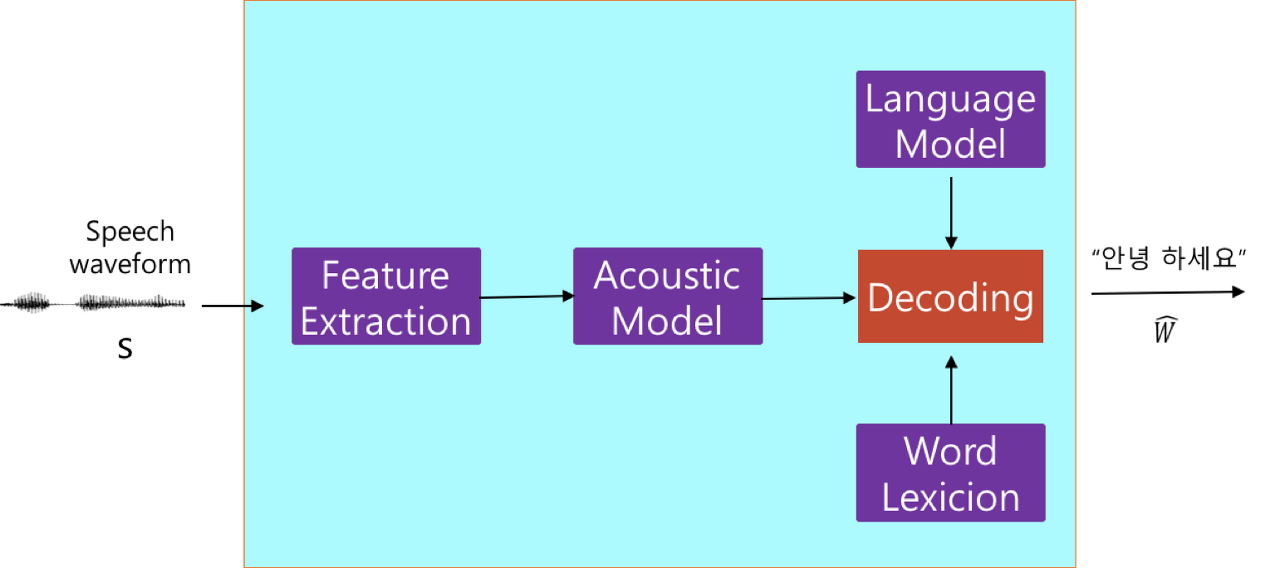 Speech
waveform
S
Feature
Extraction
Acoustic
Model
Language
Model
Decoding
Word
Lexicion
“안녕 하세요”
Ŵ